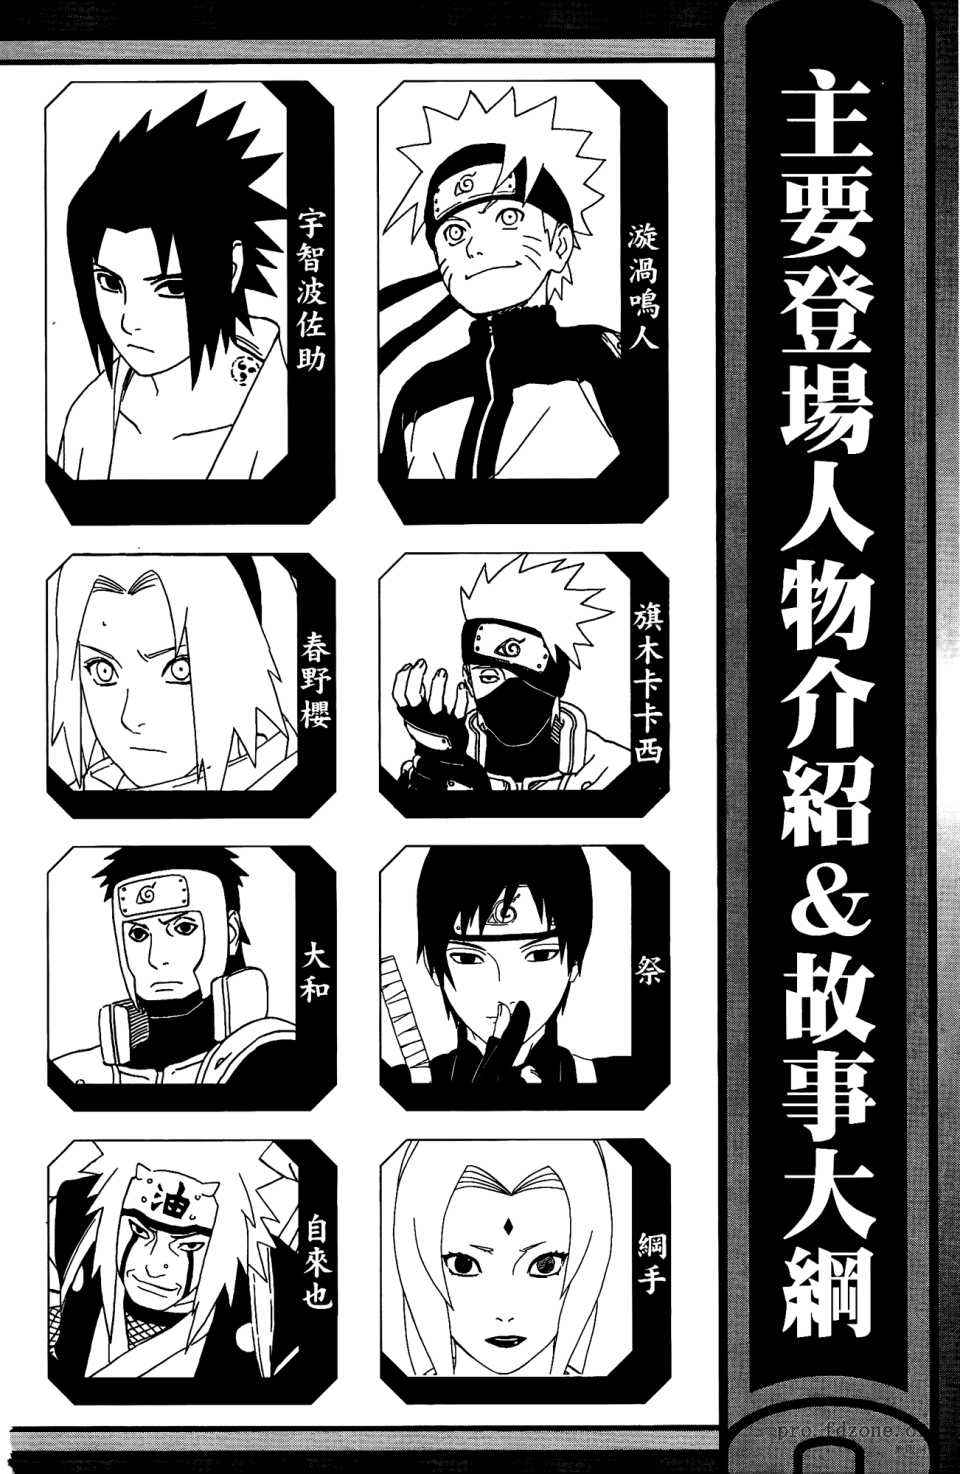 主要登場人物介紹&故事大綱
漩渦鳴人
宇智波佐助
旗木卡卡西
春野櫻
祭
大和
綱手
自來也
油